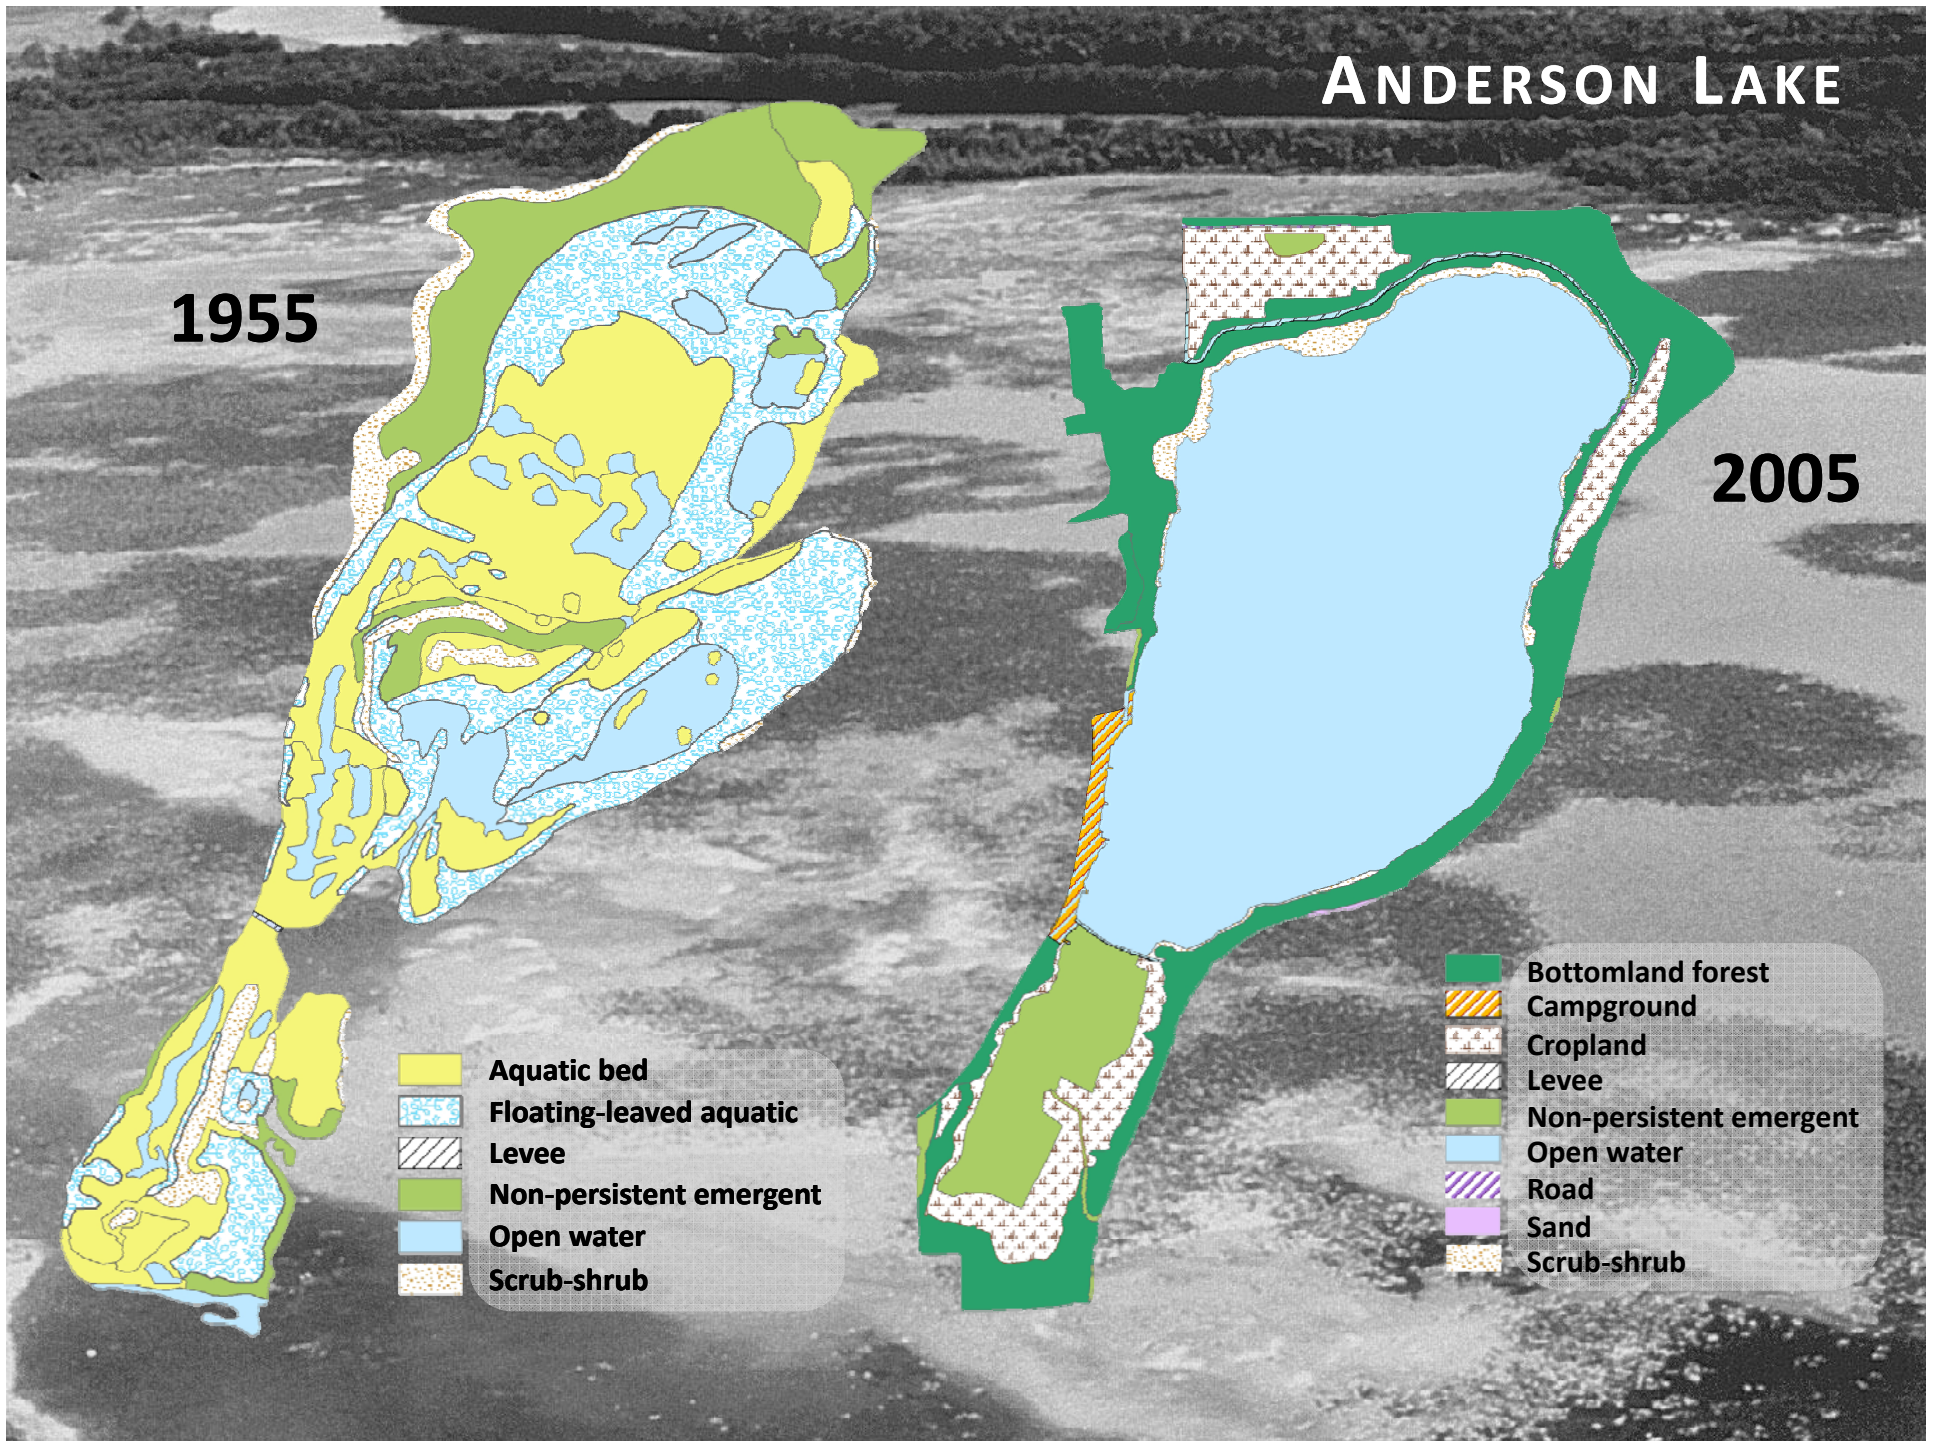 ANDERSON LAKE
1955
2005
Aquatic bed
Floating-leaved aquatic
Levee
Non-persistent emergent
Open water
Scrub-shrub
Bottomland forest
Campground
Cropland
Levee
Non-persistent emergent
Open water
Road
Sand
Scrub-shrub